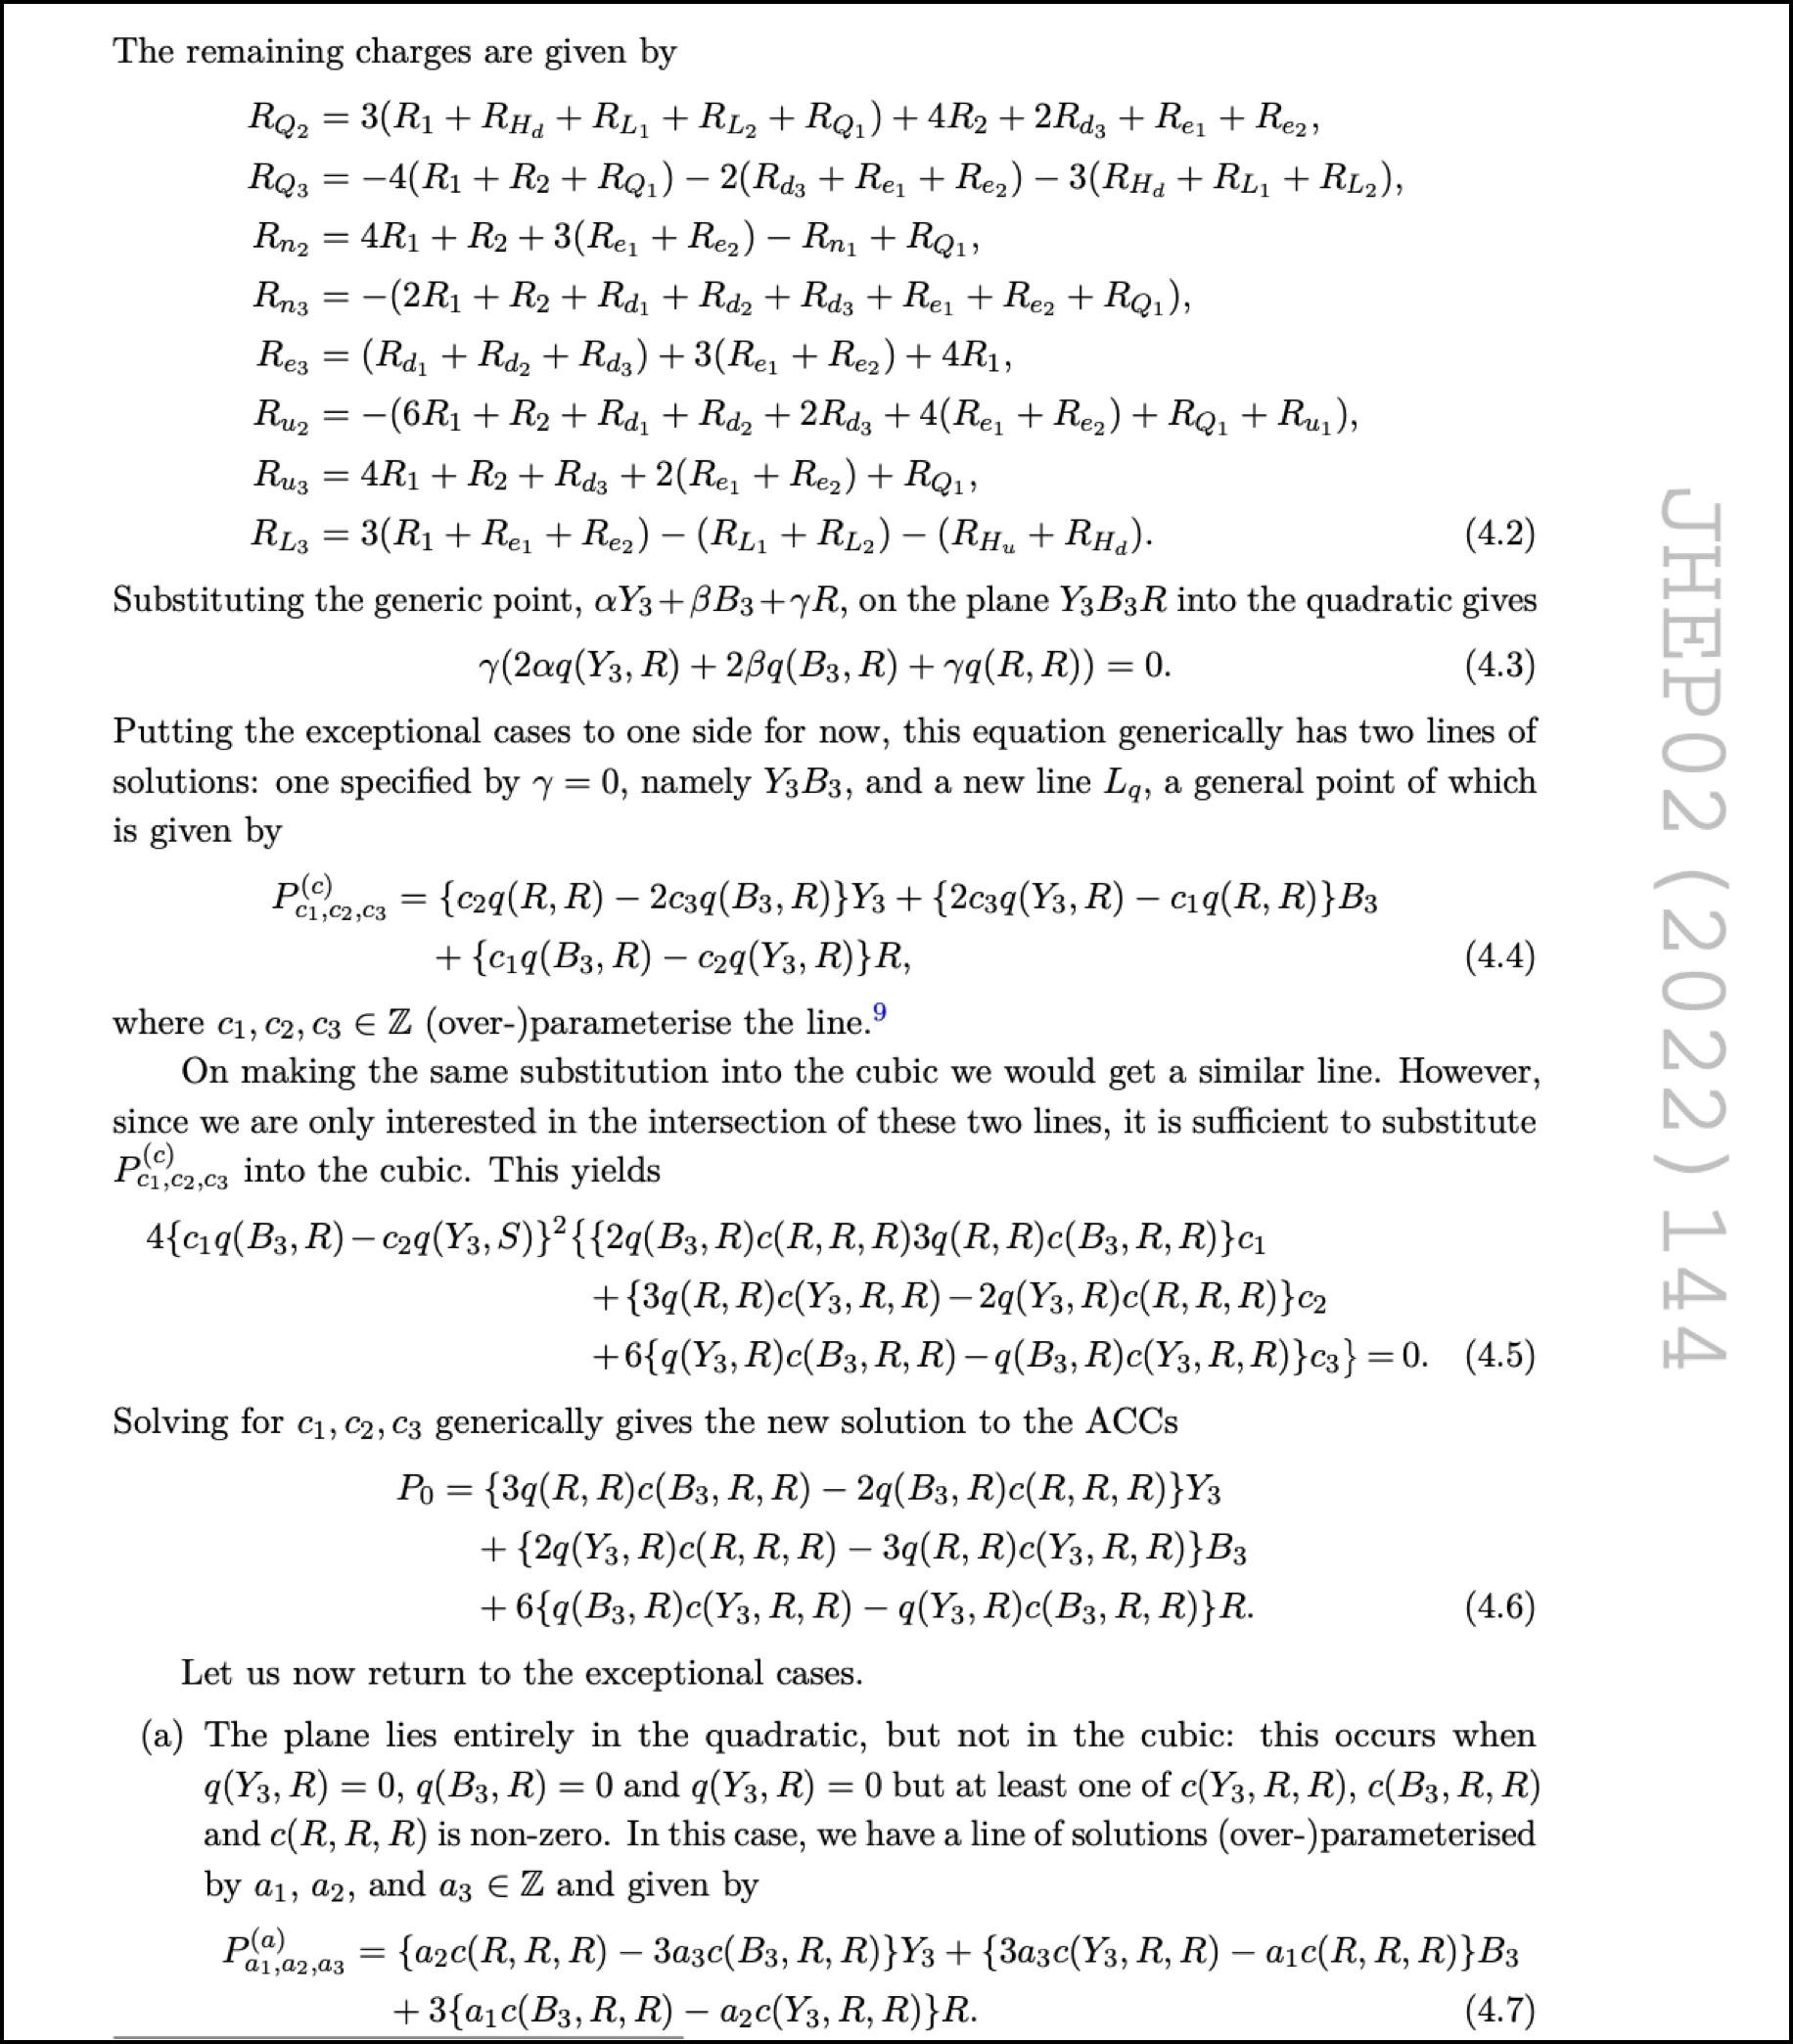 The remaining charges are given by
R_{Q_2} = 3(R_1 + R_{H_d} + R_{L_1} + R_{L_2} + R_{Q_1}) + 4R_2 + 2R_{d_3} + R_{e_1} + R_{e_2},
R_{Q_3} = −4(R_1 + R_2 + R_{Q_1}) − 2(R_{d_3} + R_{e_1} + R_{e_2}) − 3(R_{H_d} + R_{L_1} + R_{L_2}),
R_{n_2} = 4R_1 + R_2 + 3(R_{e_1} + R_{e_2}) − R_{n_1} + R_{Q_1},
R_{n_3} = −(2R_1 + R_2 + R_{d_1} + R_{d_2} + R_{d_3} + R_{e_1} + R_{e_2} + R_{Q_1}),
R_{e_3} = (R_{d_1} + R_{d_2} + R_{d_3}) + 3(R_{e_1} + R_{e_2}) + 4R_1,
R_{u_2} = −(6R_1 + R_2 + R_{d_1} + R_{d_2} + 2R_{d_3} + 4(R_{e_1} + R_{e_2}) + R_{Q_1} + R_{u_1}),
R_{u_3} = 4R_1 + R_2 + R_{d_3} + 2(R_{e_1} + R_{e_2}) + R_{Q_1},
R_{L_3} = 3(R_1 + R_{e_1} + R_{e_2}) − (R_{L_1} + R_{L_2}) − (R_{H_u} + R_{H_d}). (4.2)
Substituting the generic point, αY_3+βB_3+γR, on the plane Y_3B_3R into the quadratic gives
γ(2αq(Y_3, R) + 2βq(B_3, R) + γq(R, R)) = 0. (4.3)
Putting the exceptional cases to one side for now, this equation generically has two lines of
solutions: one specified by γ = 0, namely Y_3B_3, and a new line L_q, a general point of which
is given by
P^{(c)}_{c_1,c_2,c_3} = {c_2q(R, R) − 2c_3q(B_3, R)}Y_3 + {2c_3q(Y_3, R) − c_1q(R, R)}B_3
+ {c_1q(B_3, R) − c_2q(Y_3, R)}R, (4.4)
where c_1, c_2, c_3 ∈ ℤ (over-)parameterise the line.^9
On making the same substitution into the cubic we would get a similar line. However,
since we are only interested in the intersection of these two lines, it is sufficient to substitute
P^{(c)}_{c_1,c_2,c_3} into the cubic. This yields
4{c_1q(B_3, R) − c_2q(Y_3, S)}^2{{2q(B_3, R)c(R, R, R)3q(R, R)c(B_3, R, R)}c_1
+{3q(R, R)c(Y_3, R, R) − 2q(Y_3, R)c(R, R, R)}c_2
+6{q(Y_3, R)c(B_3, R, R) − q(B_3, R)c(Y_3, R, R)}c_3} = 0. (4.5)
Solving for c_1, c_2, c_3 generically gives the new solution to the ACCs
P_0 = {3q(R, R)c(B_3, R, R) − 2q(B_3, R)c(R, R, R)}Y_3
+ {2q(Y_3, R)c(R, R, R) − 3q(R, R)c(Y_3, R, R)}B_3
+ 6{q(B_3, R)c(Y_3, R, R) − q(Y_3, R)c(B_3, R, R)}R. (4.6)
Let us now return to the exceptional cases.
(a) The plane lies entirely in the quadratic, but not in the cubic: this occurs when
q(Y_3, R) = 0, q(B_3, R) = 0 and q(Y_3, R) = 0 but at least one of c(Y_3, R, R), c(B_3, R, R)
and c(R, R, R) is non-zero. In this case, we have a line of solutions (over-)parameterised
by a_1, a_2, and a_3 ∈ ℤ and given by
P^{(a)}_{a_1,a_2,a_3} = {a_2c(R, R, R) − 3a_3c(B_3, R, R)}Y_3 + {3a_3c(Y_3, R, R) − a_1c(R, R, R)}B_3
+ 3{a_1c(B_3, R, R) − a_2c(Y_3, R, R)}R. (4.7)
JHEP02(2022)144